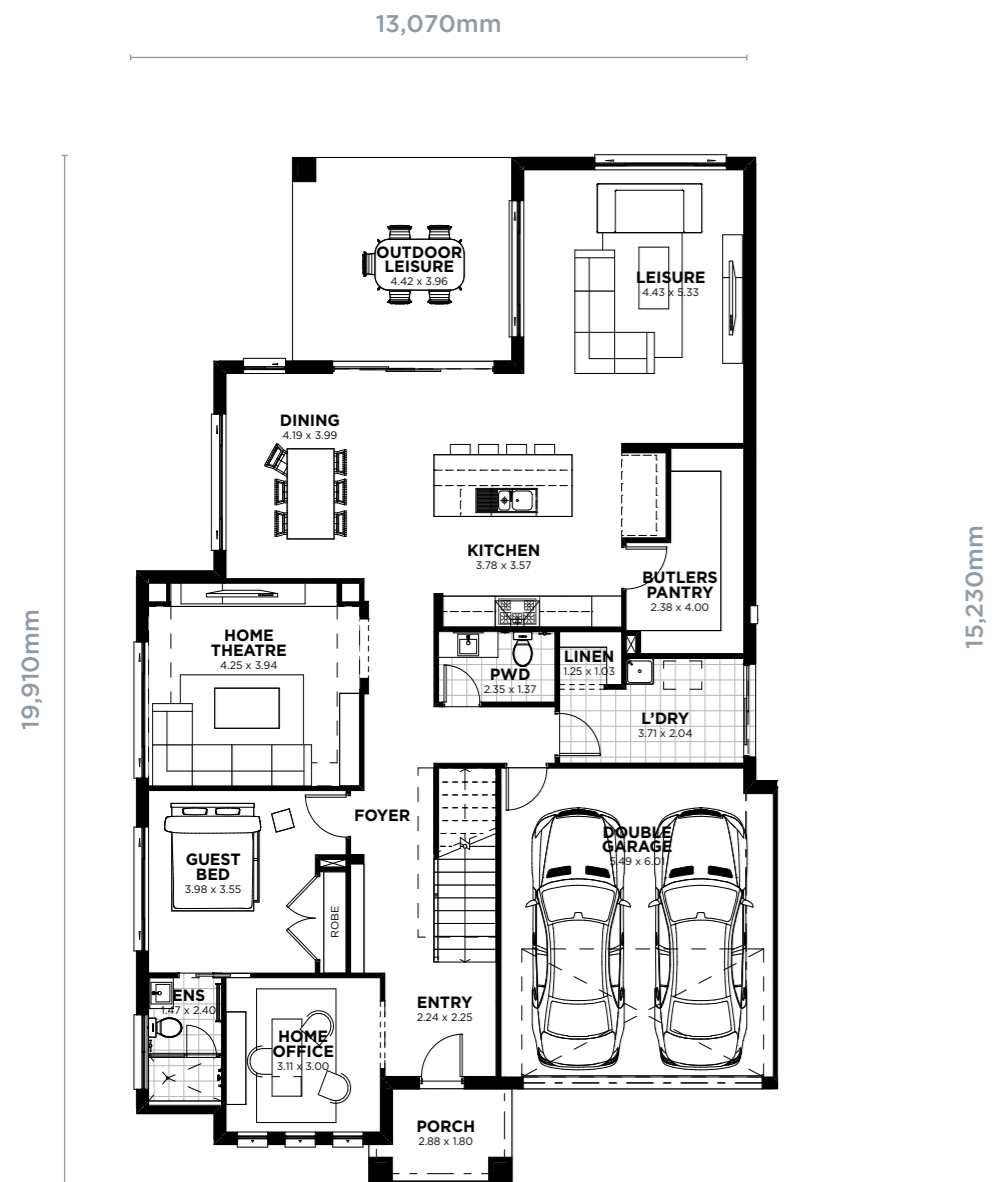 13,070mm
OUTDOOR
LEISURE
4.42 x 3.96
LEISURE
4.43 x 5.33
DINING
4.19 x 3.99
KITCHEN
3.78 x 3.57
BUTLERS
PANTRY
2.38 x 4.00
15,230mm
19,910mm
HOME
THEATRE
4.25 x 3.94
PWD
2.35 x 1.37
LINEN
1.25 x 1.03
L'DRY
3.71 x 2.04
FOYER
DOUBLE
GARAGE
5.49 x 6.01
GUEST
BED
3.98 x 3.55
ROBE
ENS
1.47 x 2.40
HOME
OFFICE
3.11 x 3.00
ENTRY
2.24 x 2.25
PORCH
2.88 x 1.80